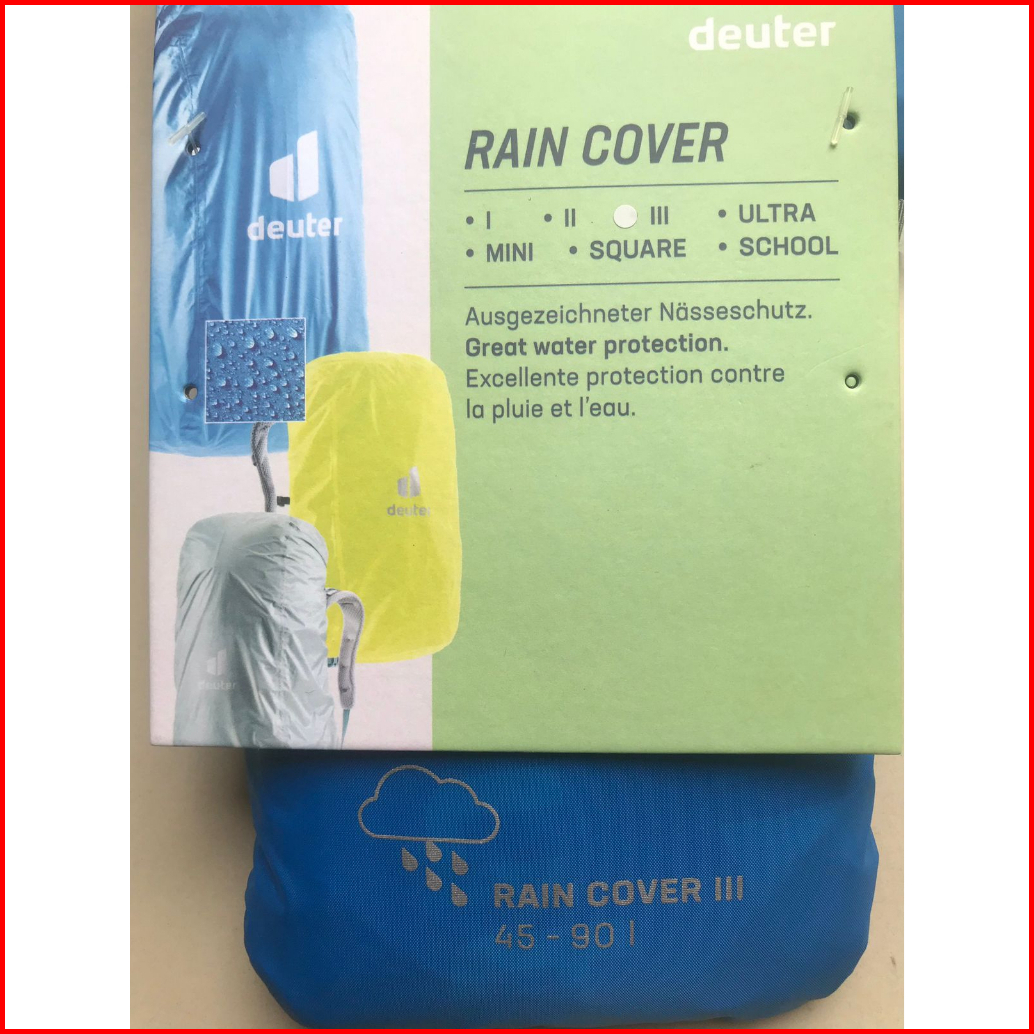 deuter
RAIN COVER
• I • II III • ULTRA
• MINI • SQUARE • SCHOOL
Ausgezeichneter Nässeschutz.
Great water protection.
Excellente protection contre
la pluie et l'eau.
deuter
deuter
deuter
RAIN COVER III
45 - 90 l